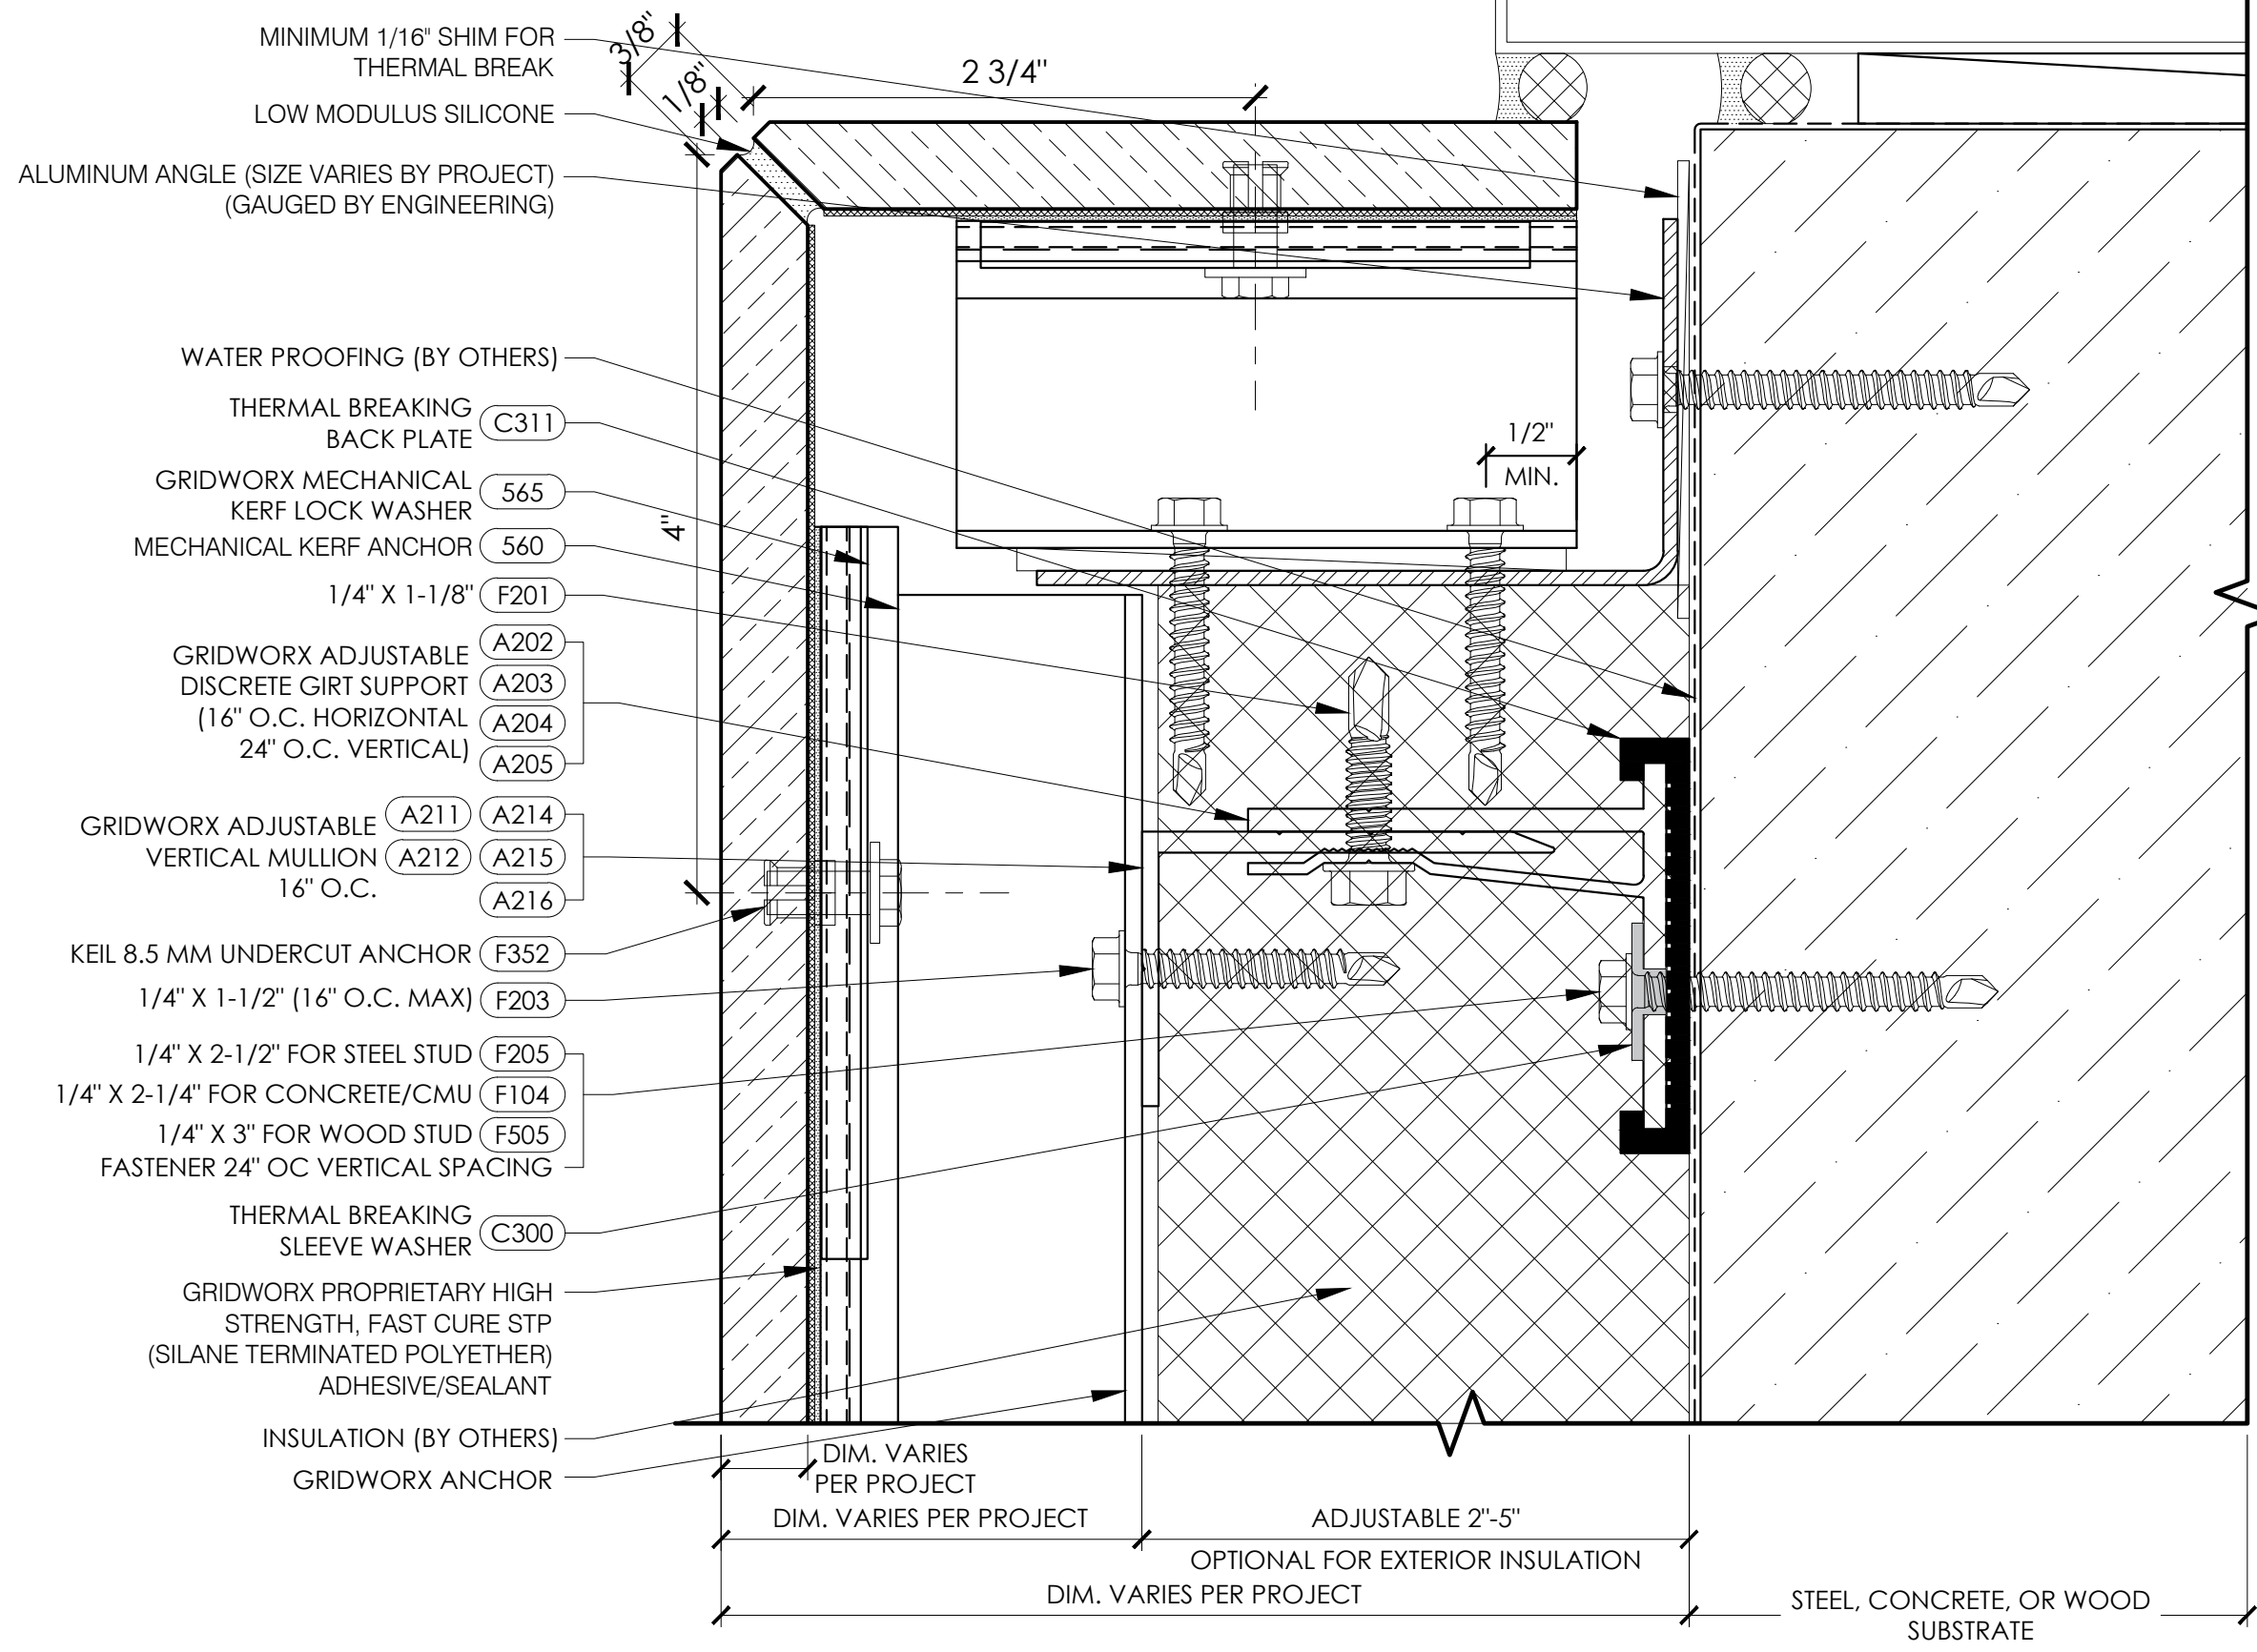 MINIMUM 1/16" SHIM FOR
THERMAL BREAK
LOW MODULUS SILICONE
ALUMINUM ANGLE (SIZE VARIES BY PROJECT)
(GAUGED BY ENGINEERING)
3/8"
1/8"
2 3/4"
4"
1/2"
MIN.
WATER PROOFING (BY OTHERS)
THERMAL BREAKING
BACK PLATE
C311
GRIDWORX MECHANICAL
KERF LOCK WASHER
565
MECHANICAL KERF ANCHOR 560
1/4" X 1-1/8" F201
GRIDWORX ADJUSTABLE
DISCRETE GIRT SUPPORT
(16" O.C. HORIZONTAL
24" O.C. VERTICAL)
A202
A203
A204
A205
GRIDWORX ADJUSTABLE
VERTICAL MULLION
16" O.C.
A211 A214
A212 A215
A216
KEIL 8.5 MM UNDERCUT ANCHOR F352
1/4" X 1-1/2" (16" O.C. MAX) F203
1/4" X 2-1/2" FOR STEEL STUD F205
1/4" X 2-1/4" FOR CONCRETE/CMU F104
1/4" X 3" FOR WOOD STUD F505
FASTENER 24" OC VERTICAL SPACING
THERMAL BREAKING
SLEEVE WASHER
C300
GRIDWORX PROPRIETARY HIGH
STRENGTH, FAST CURE STP
(SILANE TERMINATED POLYETHER)
ADHESIVE/SEALANT
INSULATION (BY OTHERS)
GRIDWORX ANCHOR
DIM. VARIES
PER PROJECT
DIM. VARIES PER PROJECT
ADJUSTABLE 2"-5"
OPTIONAL FOR EXTERIOR INSULATION
DIM. VARIES PER PROJECT
STEEL, CONCRETE, OR WOOD
SUBSTRATE